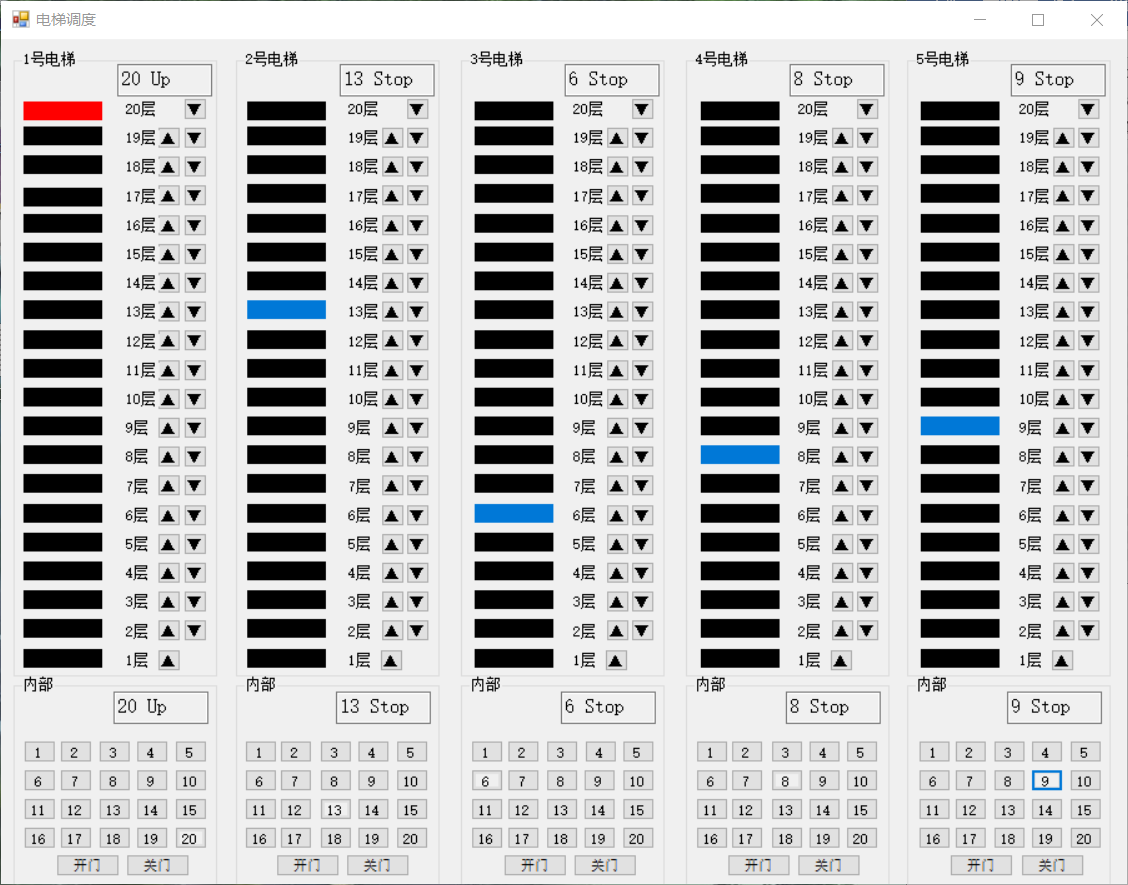 电梯调度
1号电梯 2号电梯 3号电梯 4号电梯 5号电梯
20 Up 13 Stop 6 Stop 8 Stop 9 Stop
20层 ▼ 20层 ▼ 20层 ▼ 20层 ▼ 20层 ▼
19层 ▲ ▼ 19层 ▲ ▼ 19层 ▲ ▼ 19层 ▲ ▼ 19层 ▲ ▼
18层 ▲ ▼ 18层 ▲ ▼ 18层 ▲ ▼ 18层 ▲ ▼ 18层 ▲ ▼
17层 ▲ ▼ 17层 ▲ ▼ 17层 ▲ ▼ 17层 ▲ ▼ 17层 ▲ ▼
16层 ▲ ▼ 16层 ▲ ▼ 16层 ▲ ▼ 16层 ▲ ▼ 16层 ▲ ▼
15层 ▲ ▼ 15层 ▲ ▼ 15层 ▲ ▼ 15层 ▲ ▼ 15层 ▲ ▼
14层 ▲ ▼ 14层 ▲ ▼ 14层 ▲ ▼ 14层 ▲ ▼ 14层 ▲ ▼
13层 ▲ ▼ 13层 ▲ ▼ 13层 ▲ ▼ 13层 ▲ ▼ 13层 ▲ ▼
12层 ▲ ▼ 12层 ▲ ▼ 12层 ▲ ▼ 12层 ▲ ▼ 12层 ▲ ▼
11层 ▲ ▼ 11层 ▲ ▼ 11层 ▲ ▼ 11层 ▲ ▼ 11层 ▲ ▼
10层 ▲ ▼ 10层 ▲ ▼ 10层 ▲ ▼ 10层 ▲ ▼ 10层 ▲ ▼
9层 ▲ ▼ 9层 ▲ ▼ 9层 ▲ ▼ 9层 ▲ ▼ 9层 ▲ ▼
8层 ▲ ▼ 8层 ▲ ▼ 8层 ▲ ▼ 8层 ▲ ▼ 8层 ▲ ▼
7层 ▲ ▼ 7层 ▲ ▼ 7层 ▲ ▼ 7层 ▲ ▼ 7层 ▲ ▼
6层 ▲ ▼ 6层 ▲ ▼ 6层 ▲ ▼ 6层 ▲ ▼ 6层 ▲ ▼
5层 ▲ ▼ 5层 ▲ ▼ 5层 ▲ ▼ 5层 ▲ ▼ 5层 ▲ ▼
4层 ▲ ▼ 4层 ▲ ▼ 4层 ▲ ▼ 4层 ▲ ▼ 4层 ▲ ▼
3层 ▲ ▼ 3层 ▲ ▼ 3层 ▲ ▼ 3层 ▲ ▼ 3层 ▲ ▼
2层 ▲ ▼ 2层 ▲ ▼ 2层 ▲ ▼ 2层 ▲ ▼ 2层 ▲ ▼
1层 ▲ 1层 ▲ 1层 ▲ 1层 ▲ 1层 ▲
内部 内部 内部 内部 内部
20 Up 13 Stop 6 Stop 8 Stop 9 Stop
1 2 3 4 5 1 2 3 4 5 1 2 3 4 5 1 2 3 4 5 1 2 3 4 5
6 7 8 9 10 6 7 8 9 10 6 7 8 9 10 6 7 8 9 10 6 7 8 9 10
11 12 13 14 15 11 12 13 14 15 11 12 13 14 15 11 12 13 14 15 11 12 13 14 15
16 17 18 19 20 16 17 18 19 20 16 17 18 19 20 16 17 18 19 20 16 17 18 19 20
开门 关门 开门 关门 开门 关门 开门 关门 开门 关门